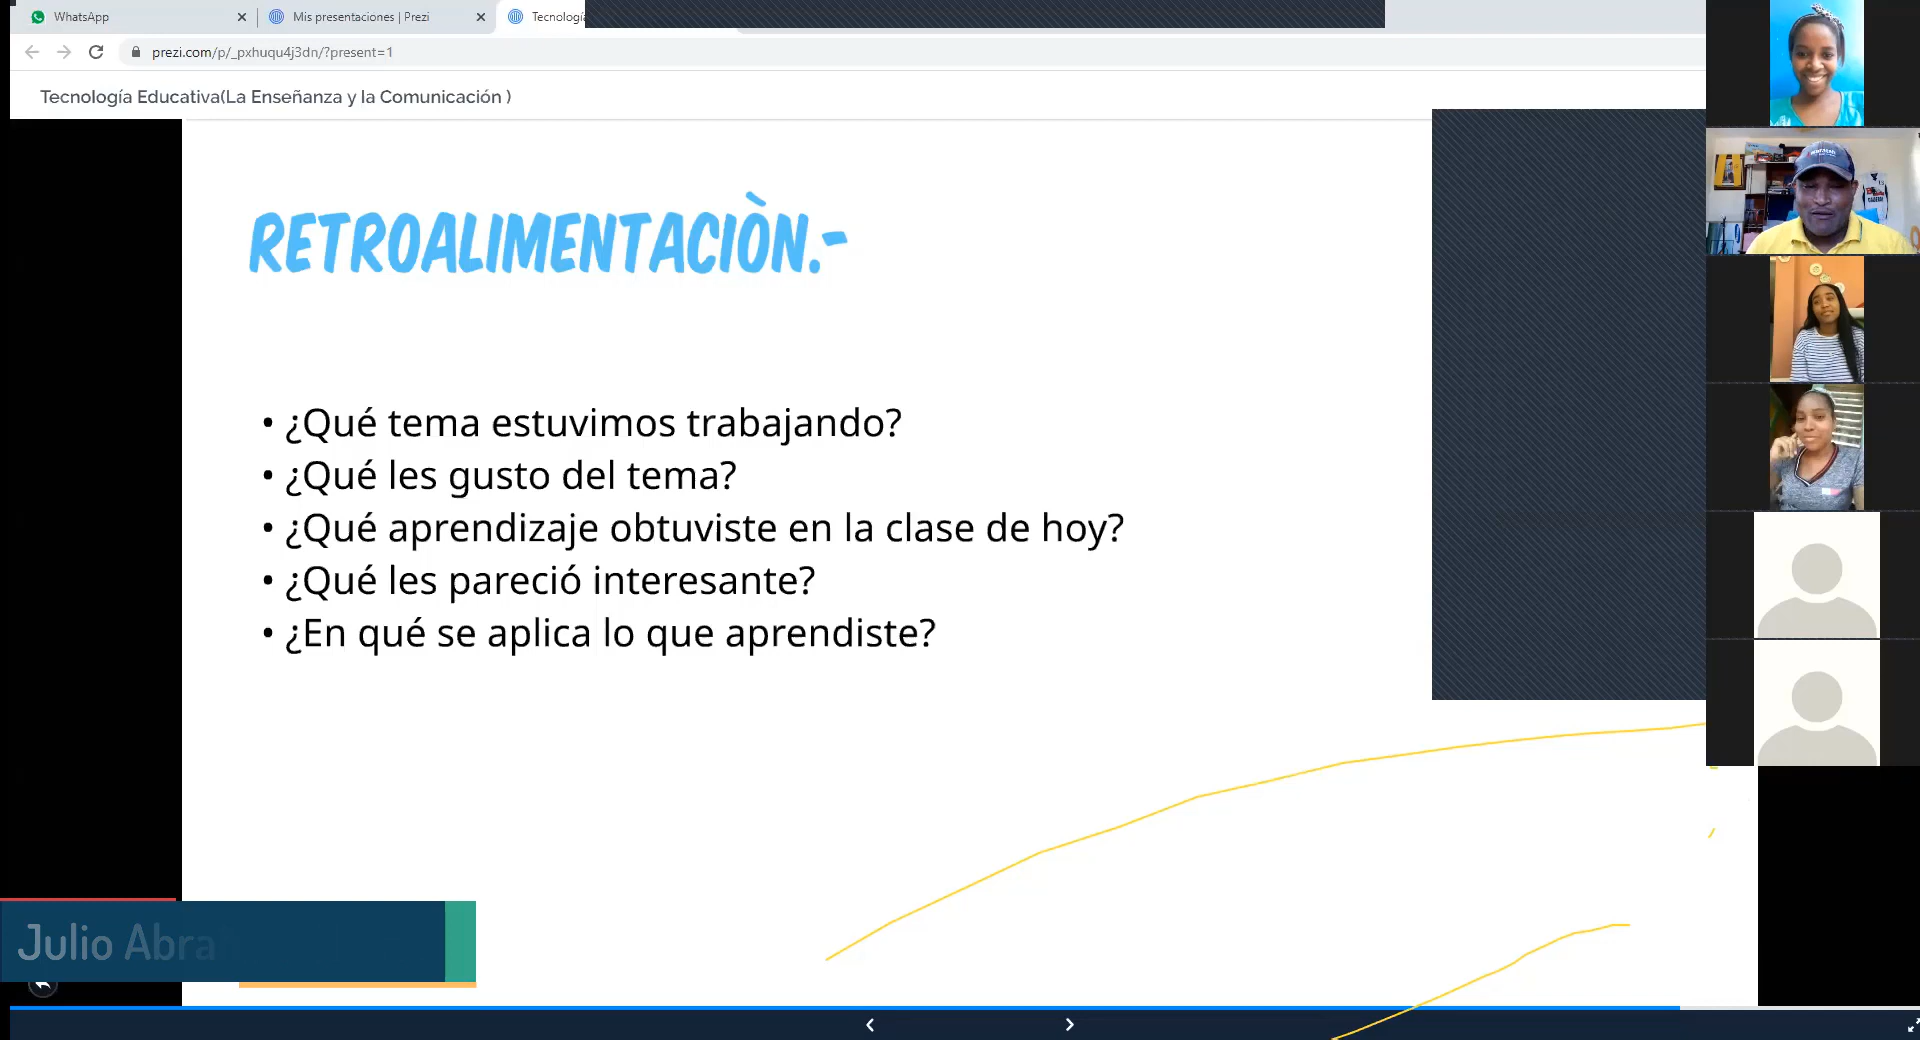 WhatsApp
Mis presentaciones | Prezi
Tecnología
prezi.com/p/_pxhuqu4j3dn/?present=1
Tecnología Educativa(La Enseñanza y la Comunicación )
RETROALIMENTACIÒN.-
• ¿Qué tema estuvimos trabajando?
• ¿Qué les gusto del tema?
• ¿Qué aprendizaje obtuviste en la clase de hoy?
• ¿Qué les pareció interesante?
• ¿En qué se aplica lo que aprendiste?
Julio Abra